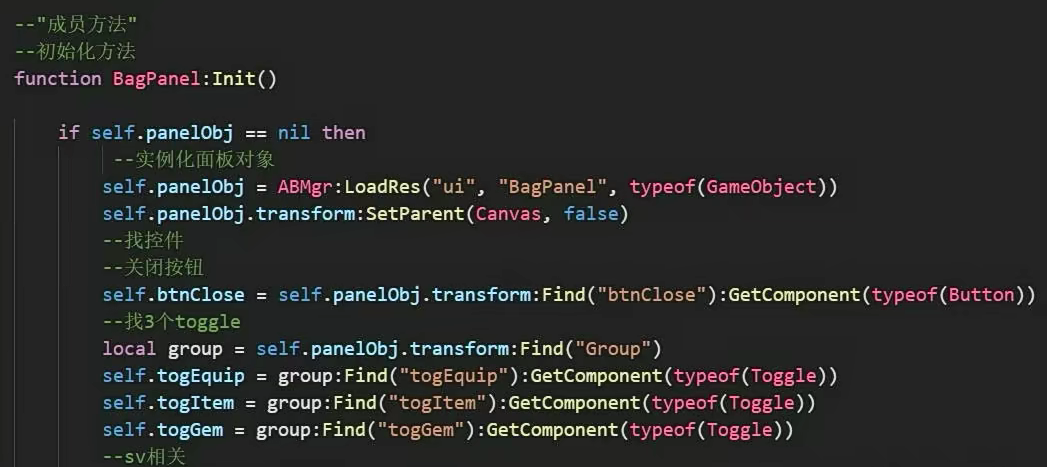 --"成员方法"
--初始化方法
function BagPanel:Init()
if self.panelObj == nil then
--实例化面板对象
self.panelObj = ABMgr:LoadRes("ui", "BagPanel", typeof(GameObject))
self.panelObj.transform:SetParent(Canvas, false)
--找控件
--关闭按钮
self.btnClose = self.panelObj.transform:Find("btnClose"):GetComponent(typeof(Button))
--找3个toggle
local group = self.panelObj.transform:Find("Group")
self.togEquip = group:Find("togEquip"):GetComponent(typeof(Toggle))
self.togItem = group:Find("togItem"):GetComponent(typeof(Toggle))
self.togGem = group:Find("togGem"):GetComponent(typeof(Toggle))
--sv相关